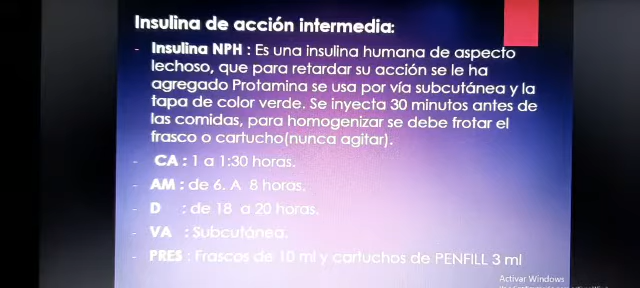 Insulina de acción intermedia:
- Insulina NPH : Es una insulina humana de aspecto
lechoso, que para retardar su acción se le ha
agregado Protamina se usa por vía subcutánea y la
tapa de color verde. Se inyecta 30 minutos antes de
las comidas, para homogenizar se debe frotar el
frasco o cartucho(nunca agitar).
- CA : 1 a 1:30 horas.
- AM : de 6. A 8 horas.
- D : de 18 a 20 horas.
- VA : Subcutánea.
- PRES : Frascos de 10 ml y cartuchos de PENFILL 3 ml
Activar Windows